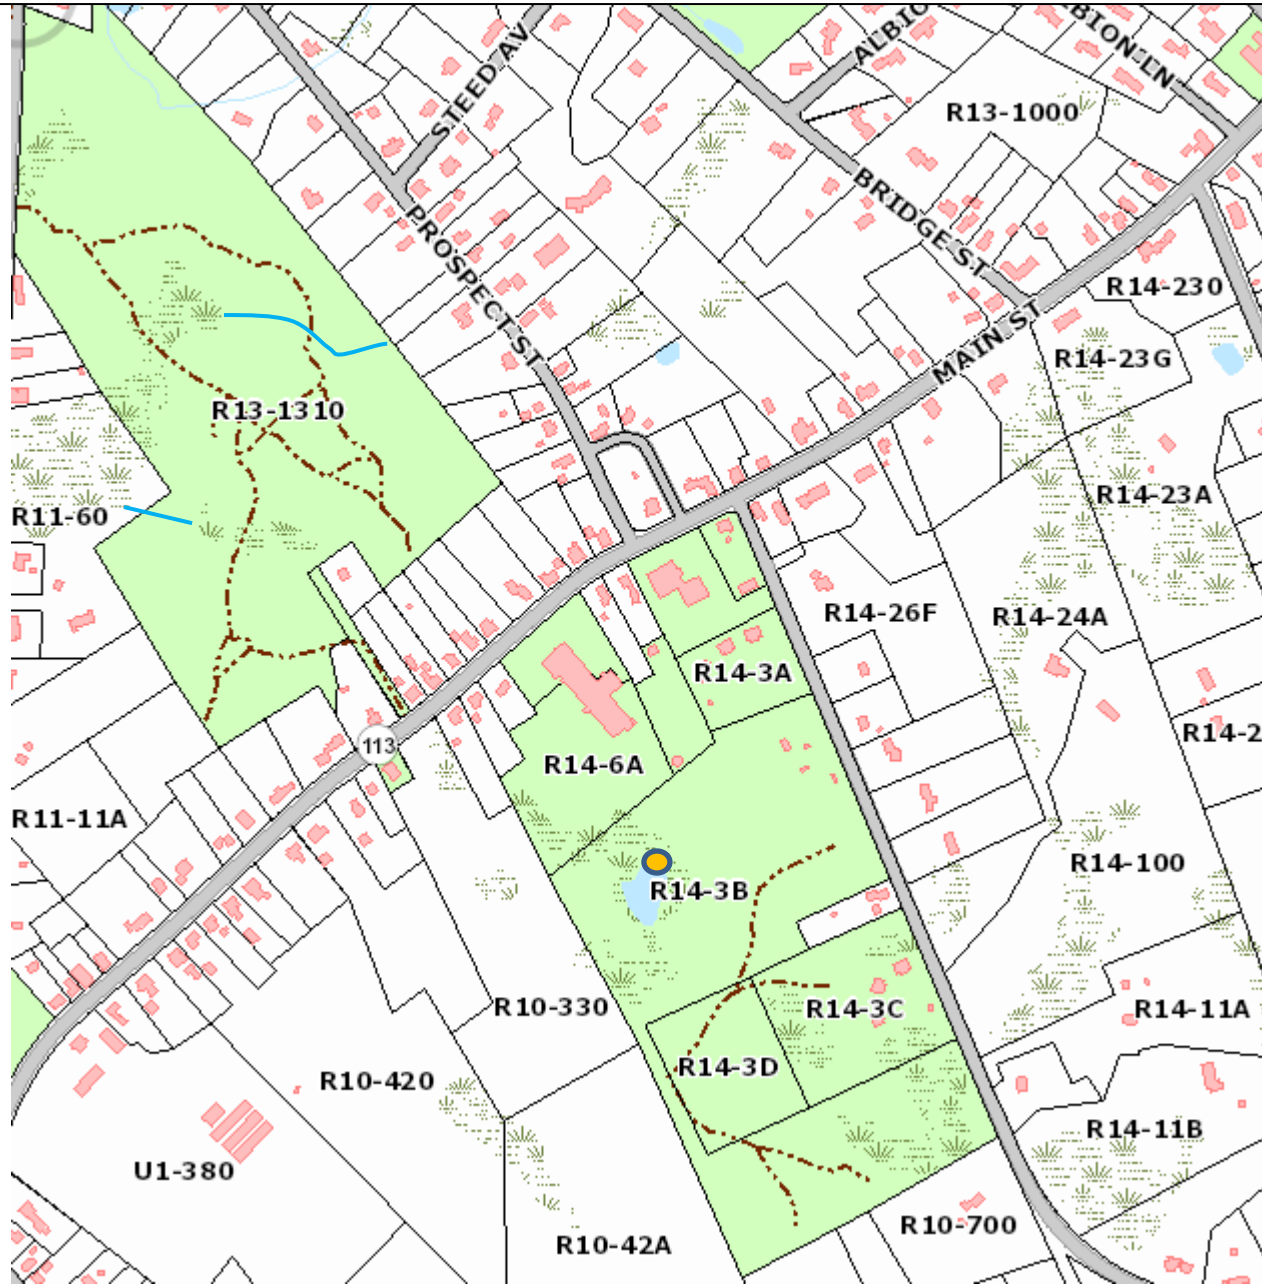 ALBIO
BION LN
STEED AV
R13-1000
BRIDGE ST
PROSPECT ST
R14-230
MAIN ST
R14-23G
R13-1310
R14-23A
R11-60
R14-26F
R14-24A
R14-3A
R14-2
113
R14-6A
R11-11A
R14-100
R14-3B
R10-330
R14-3C
R14-11A
R14-3D
R10-420
R14-11B
U1-380
R10-700
R10-42A